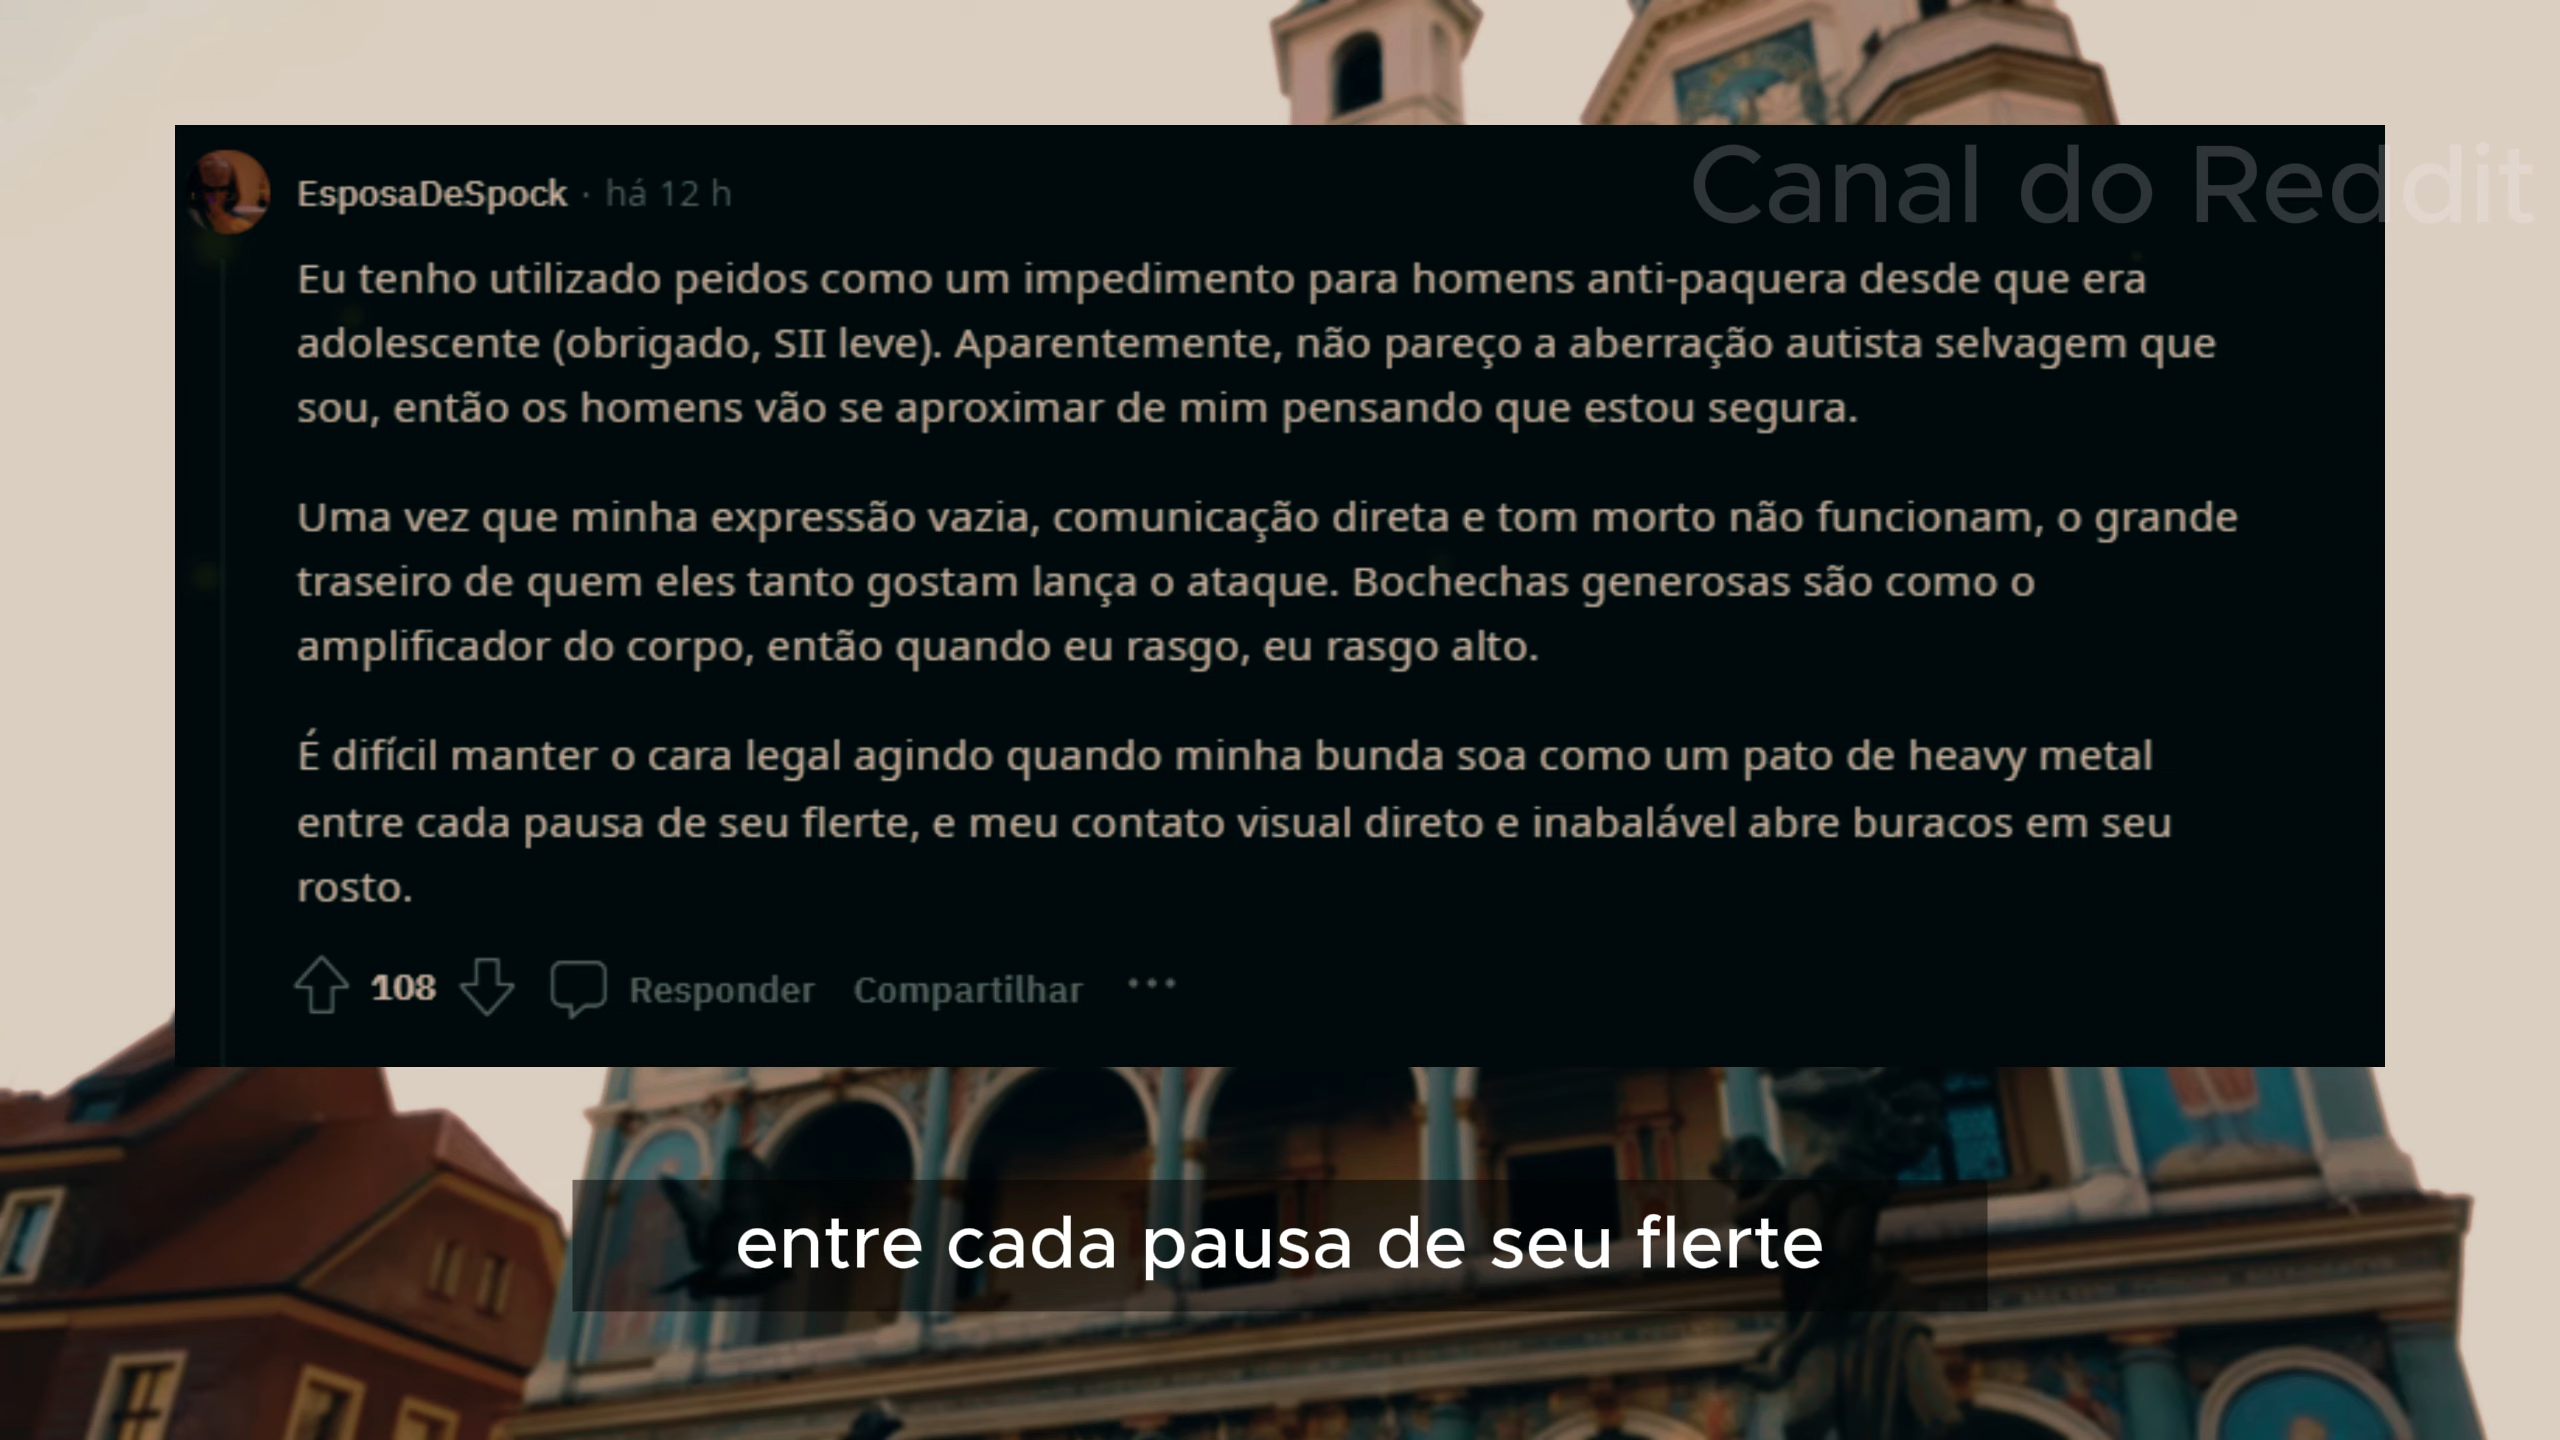 Canal do Reddit
EsposaDeSpock · há 12 h
Eu tenho utilizado peidos como um impedimento para homens anti-paquera desde que era
adolescente (obrigado, SII leve). Aparentemente, não pareço a aberração autista selvagem que
sou, então os homens vão se aproximar de mim pensando que estou segura.
Uma vez que minha expressão vazia, comunicação direta e tom morto não funcionam, o grande
traseiro de quem eles tanto gostam lança o ataque. Bochechas generosas são como o
amplificador do corpo, então quando eu rasgo, eu rasgo alto.
É difícil manter o cara legal agindo quando minha bunda soa como um pato de heavy metal
entre cada pausa de seu flerte, e meu contato visual direto e inabalável abre buracos em seu
rosto.
108 Responder Compartilhar ...
entre cada pausa de seu flerte